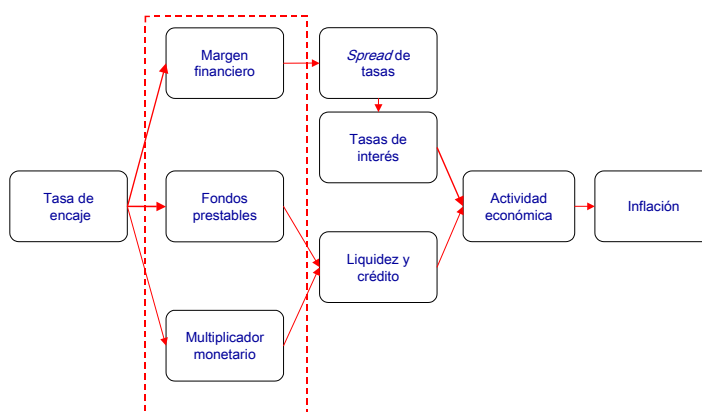 Margen
financiero
Spread de
tasas
Tasas de
interés
Tasa de
encaje
Fondos
prestables
Actividad
económica
Inflación
Liquidez y
crédito
Multiplicador
monetario